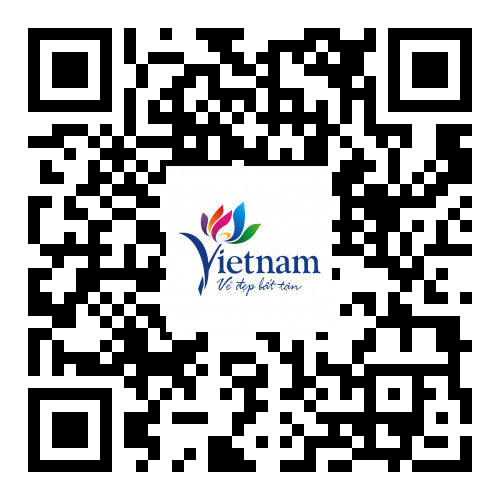 Vietnam
Vẻ đẹp bất tận